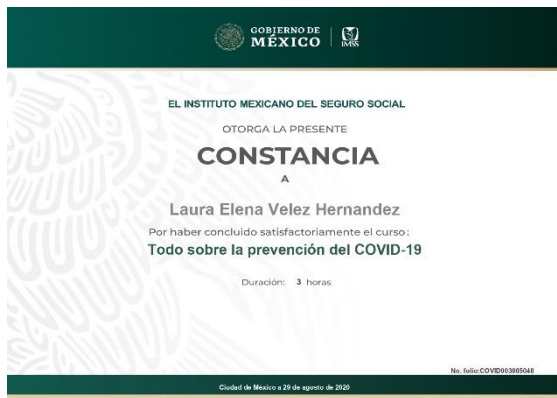 GOBIERNO DE
MÉXICO
IMSS
EL INSTITUTO MEXICANO DEL SEGURO SOCIAL
OTORGA LA PRESENTE
CONSTANCIA
A
Laura Elena Velez Hernandez
Por haber concluido satisfactoriamente el curso:
Todo sobre la prevención del COVID-19
Duración: 3 horas
No. folio:COVID003985048
Ciudad de México a 29 de agosto de 2020